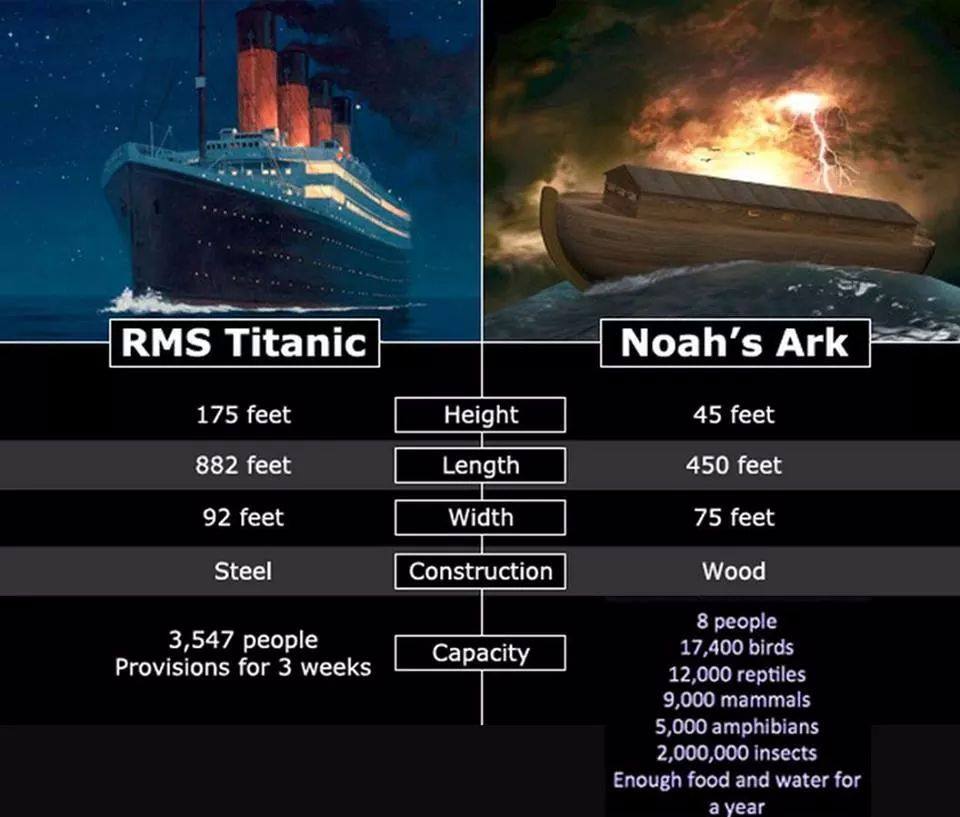 RMS Titanic
Noah's Ark
175 feet
Height
45 feet
882 feet
Length
450 feet
92 feet
Width
75 feet
Steel
Construction
Wood
3,547 people
Provisions for 3 weeks
Capacity
8 people
17,400 birds
12,000 reptiles
9,000 mammals
5,000 amphibians
2,000,000 insects
Enough food and water for
a year